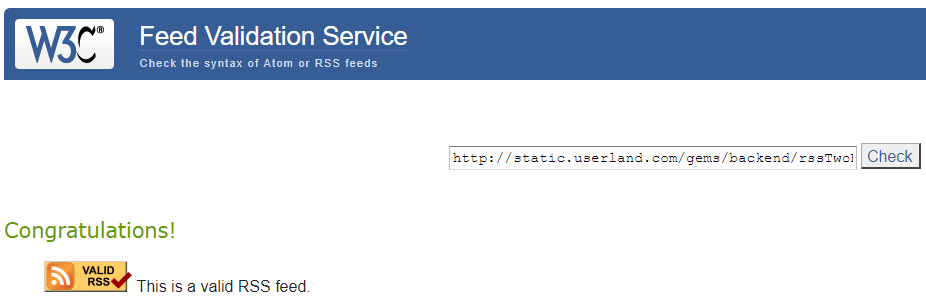 W3C®
Feed Validation Service
Check the syntax of Atom or RSS feeds
http://static.userland.com/gems/backend/rssTwo
Check
Congratulations!
VALID
RSS
This is a valid RSS feed.